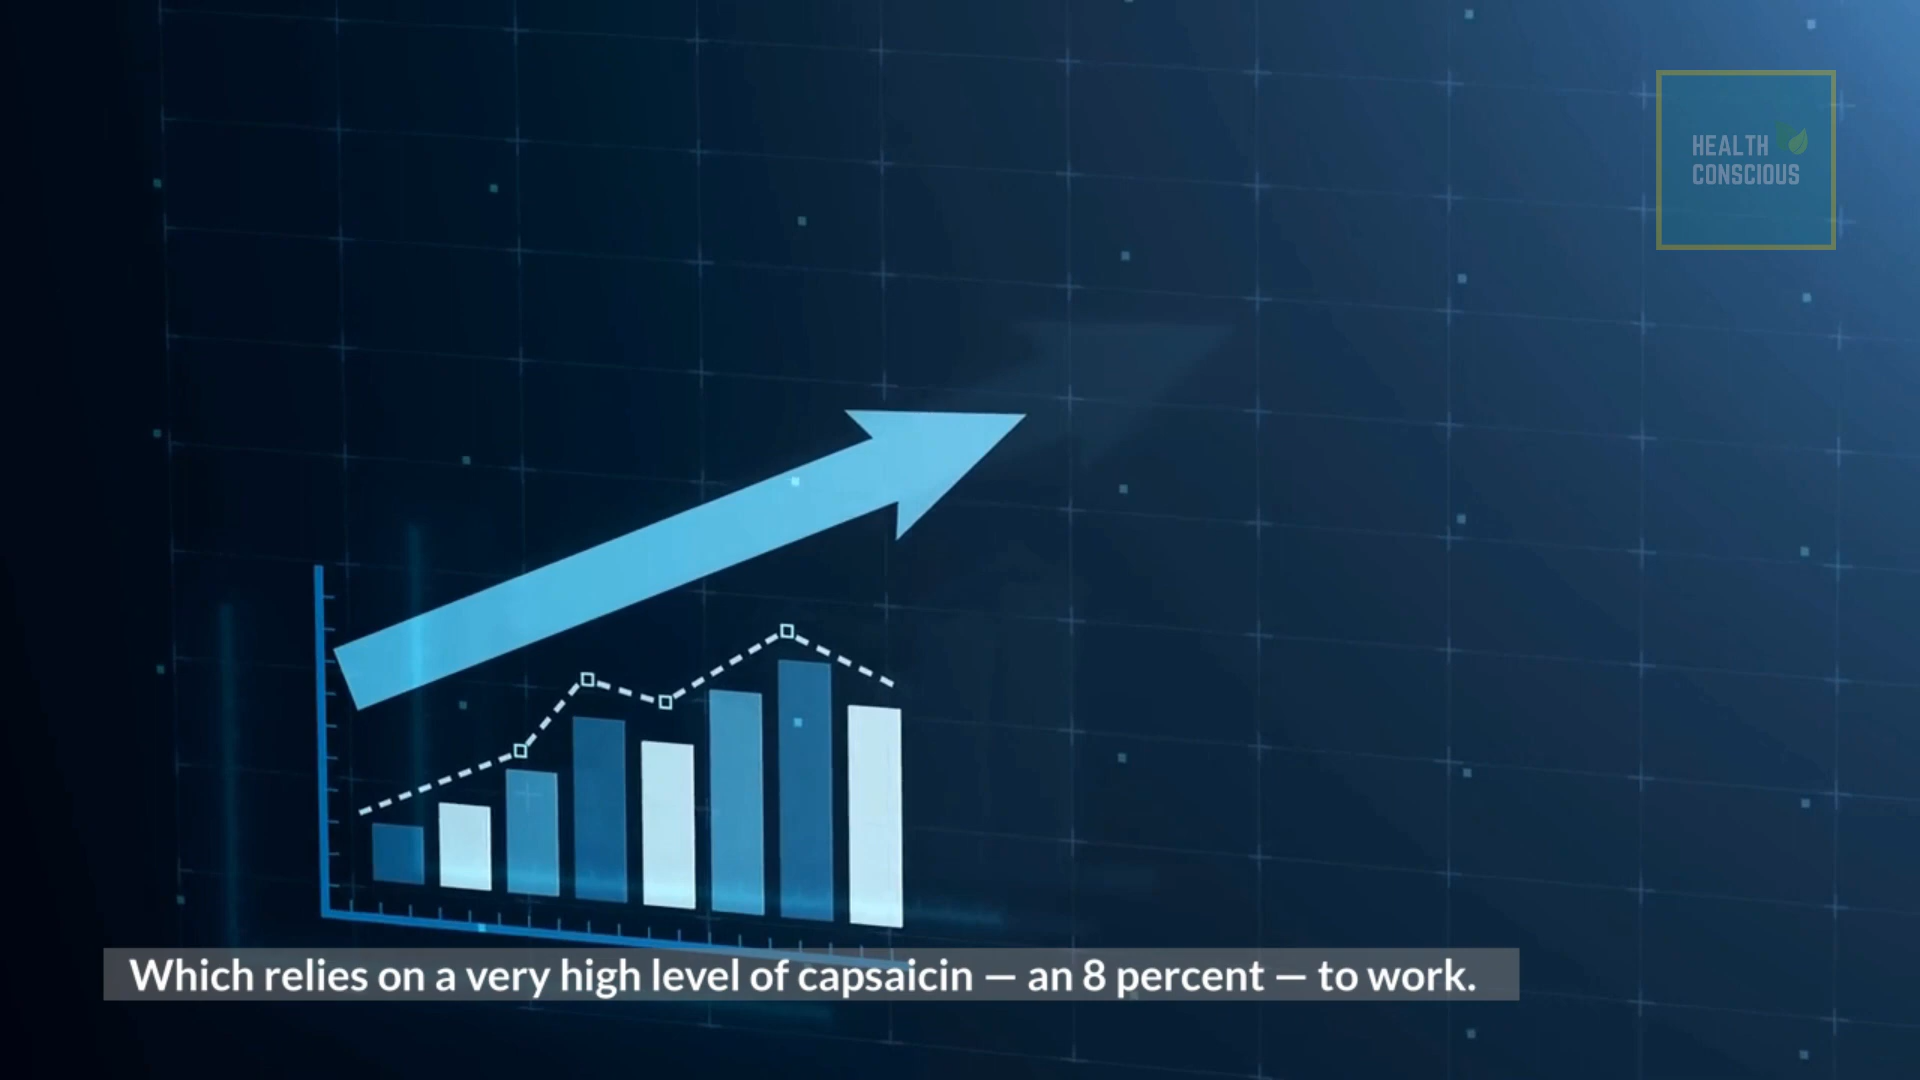 HEALTH
CONSCIOUS
Which relies on a very high level of capsaicin — an 8 percent — to work.